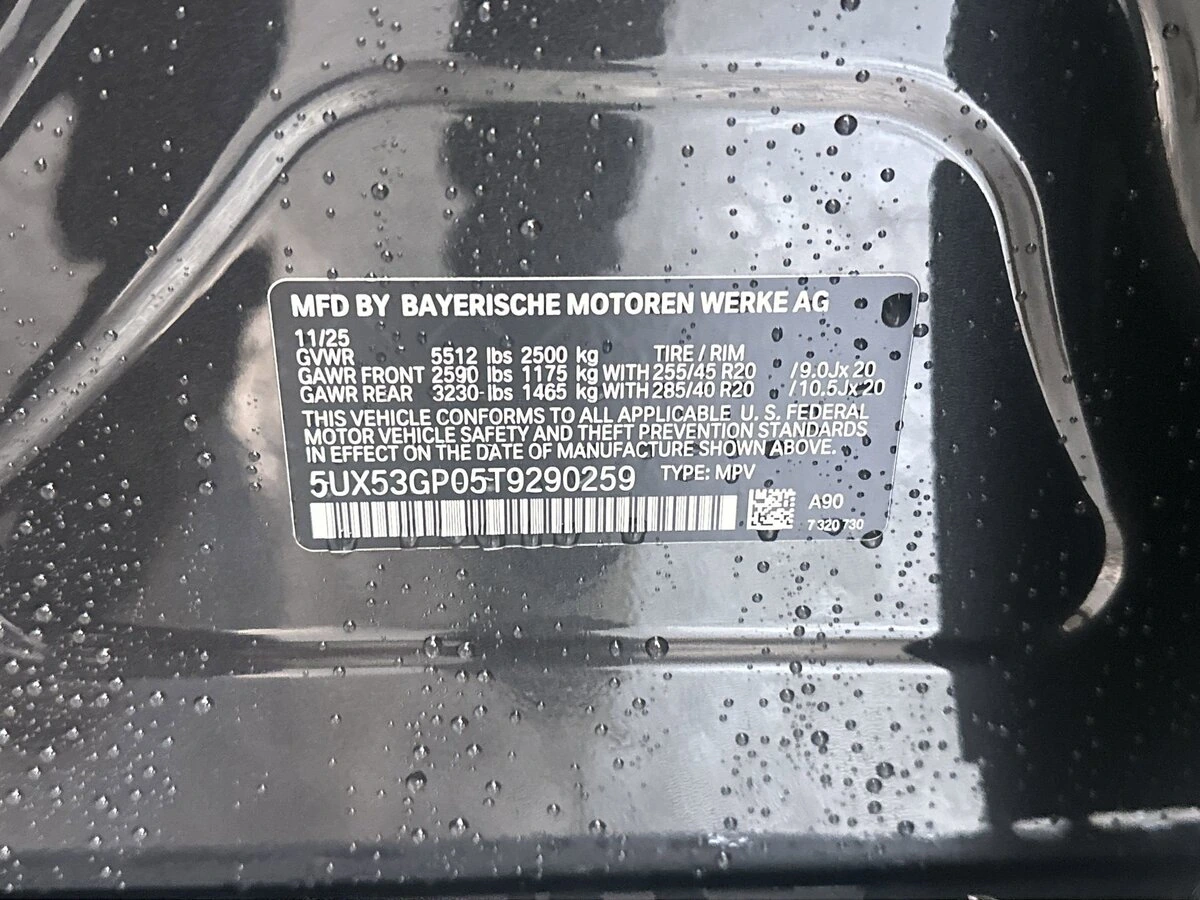 MFD BY BAYERISCHE MOTOREN WERKE AG
11/25
GVWR 5512 lbs 2500 kg TIRE / RIM
GAWR FRONT 2590 lbs 1175 kg WITH 255/45 R20 /9.0Jx20
GAWR REAR 3230 lbs 1465 kg WITH 285/40 R20 /10.5Jx20
THIS VEHICLE CONFORMS TO ALL APPLICABLE U. S. FEDERAL
MOTOR VEHICLE SAFETY AND THEFT PREVENTION STANDARDS
IN EFFECT ON THE DATE OF MANUFACTURE SHOWN ABOVE.
5UX53GP05T9290259 TYPE: MPV
A90
7 320 730